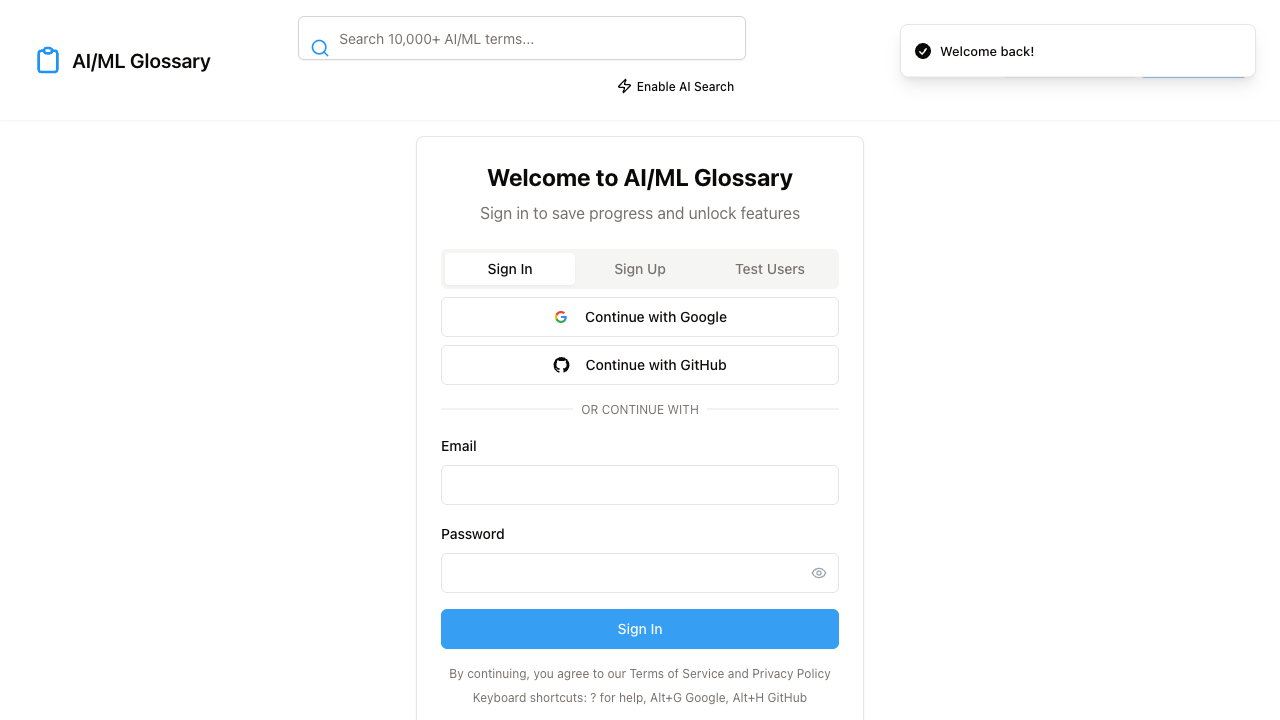 AI/ML Glossary
Search 10,000+ AI/ML terms...
Enable AI Search
Welcome back!
Welcome to AI/ML Glossary
Sign in to save progress and unlock features
Sign In
Sign Up
Test Users
Continue with Google
Continue with GitHub
OR CONTINUE WITH
Email
Password
Sign In
By continuing, you agree to our Terms of Service and Privacy Policy
Keyboard shortcuts: ? for help, Alt+G Google, Alt+H GitHub